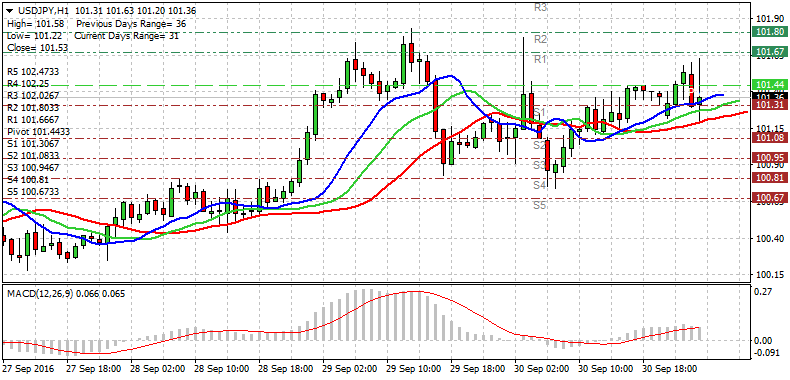 USDJPY,H1 101.31 101.63 101.20 101.36
High= 101.58 Previous Days Range= 36
Low= 101.22 Current Days Range= 31
Close= 101.53
R5 102.4733
R4 102.25
R3 102.0267
R2 101.8033
R1 101.6667
Pivot 101.4433
S1 101.3067
S2 101.0833
S3 100.9467
S4 100.81
S5 100.6733
R3
R2
R1
S1
S2
S3
S4
S5
101.90
101.80
101.67
101.44
101.36
101.31
101.15
101.08
100.95
100.81
100.67
100.40
100.15
MACD(12,26,9) 0.066 0.065
0.27
0.00
-0.091
27 Sep 2016
27 Sep 18:00
28 Sep 02:00
28 Sep 10:00
28 Sep 18:00
29 Sep 02:00
29 Sep 10:00
29 Sep 18:00
30 Sep 02:00
30 Sep 10:00
30 Sep 18:00